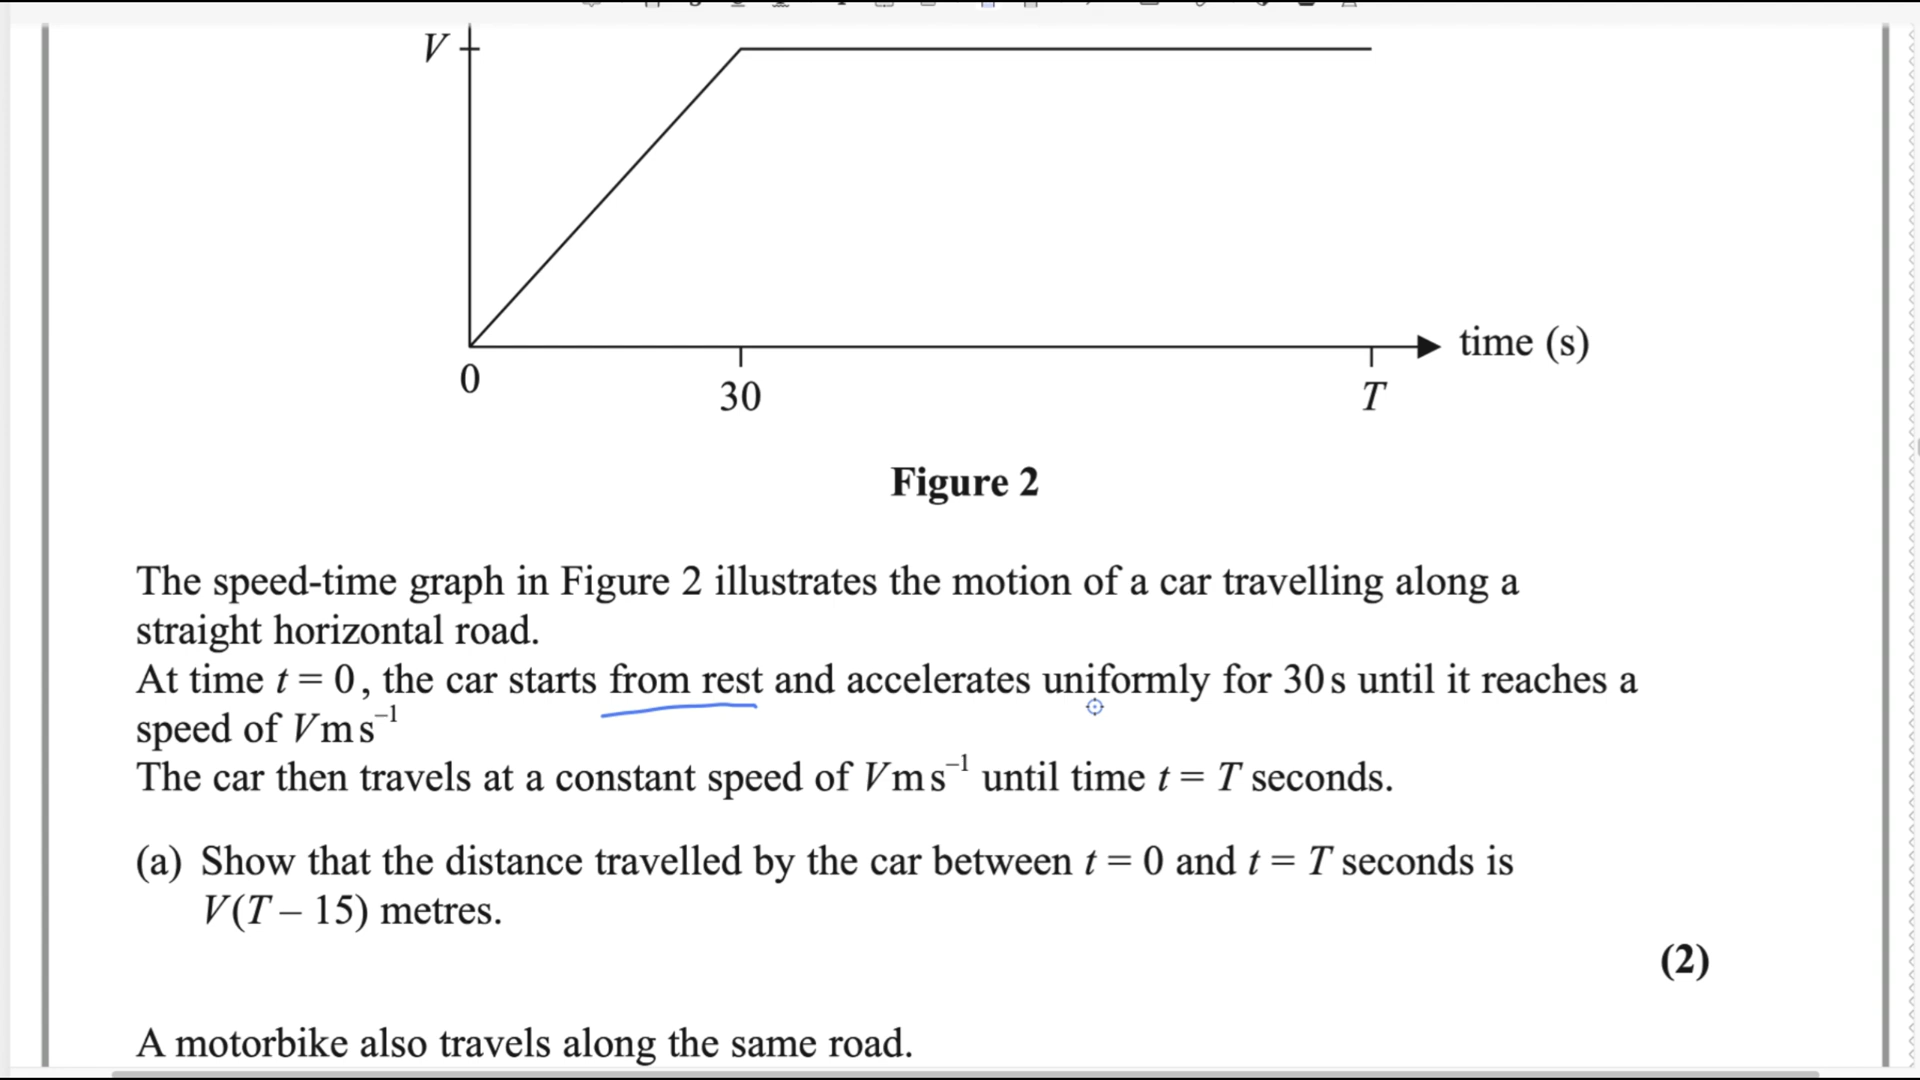 V
time (s)
0
30
T
Figure 2
The speed-time graph in Figure 2 illustrates the motion of a car travelling along a
straight horizontal road.
At time t = 0, the car starts from rest and accelerates uniformly for 30 s until it reaches a
speed of V m s⁻¹
The car then travels at a constant speed of V m s⁻¹ until time t = T seconds.
(a) Show that the distance travelled by the car between t = 0 and t = T seconds is
V(T – 15) metres.
(2)
A motorbike also travels along the same road.